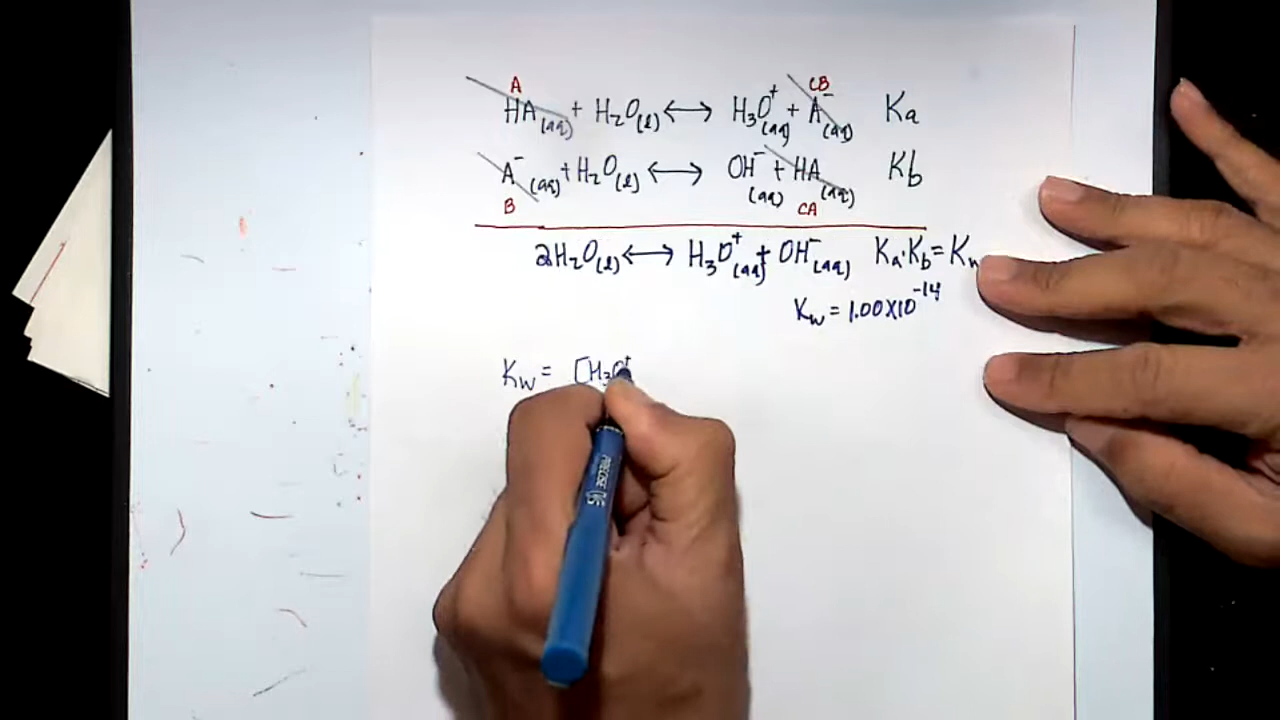 A CB
HA(aq) + H₂O(l) ⟷ H₃O⁺(aq) + A⁻(aq) Ka
A⁻(aq) + H₂O(l) ⟷ OH⁻(aq) + HA(aq) Kb
B CA
2H₂O(l) ⟷ H₃O⁺(aq) + OH⁻(aq) Ka·Kb = Kw
Kw = 1.00X10⁻¹⁴
Kw = [H₃O⁺
PRECISE